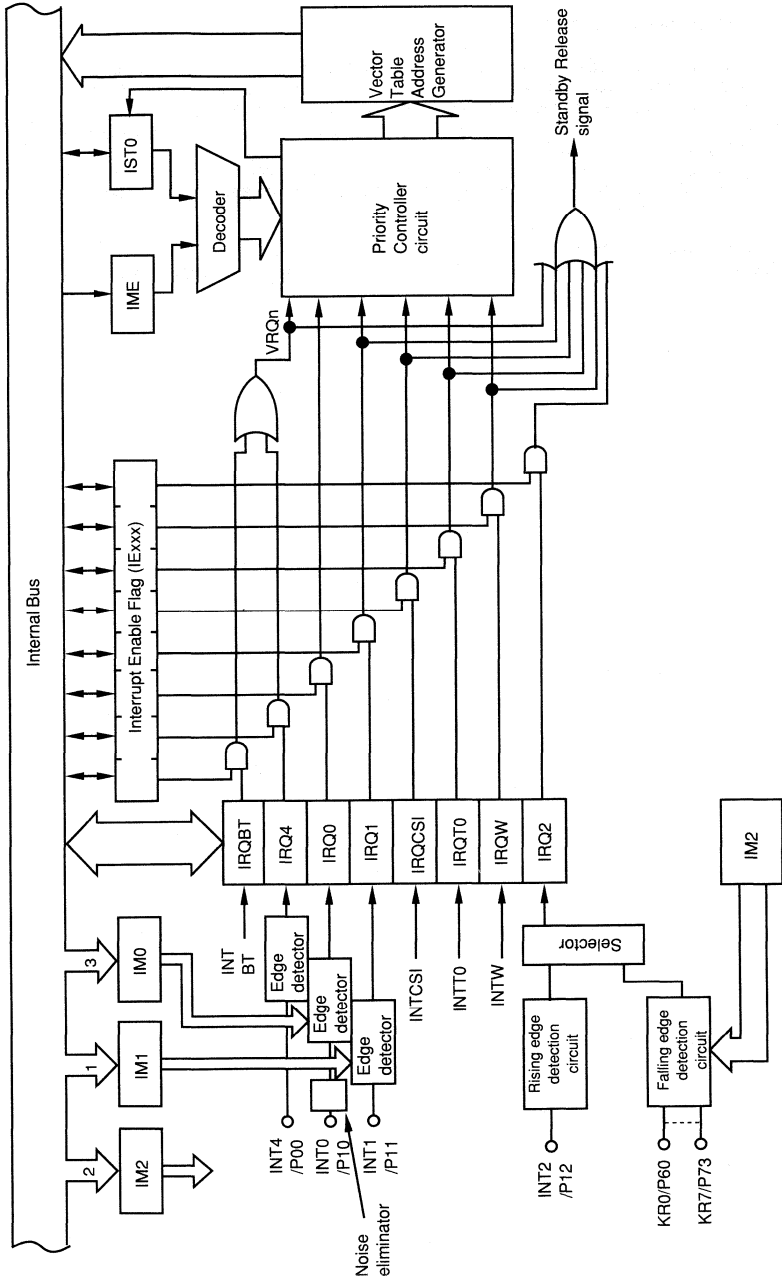 Internal Bus
2
1
3
IM2
IM1
IM0
Interrupt Enable Flag (IExxx)
IME
IST0
Decoder
INT4
/P00
INT0
/P10
INT1
/P11
Noise
eliminator
Edge
detector
Edge
detector
Edge
detector
INT
BT
INTCSI
INTT0
INTW
IRQBT
IRQ4
IRQ0
IRQ1
IRQCSI
IRQT0
IRQW
IRQ2
VRQn
Priority
Controller
circuit
Vector
Table
Address
Generator
Standby Release
signal
INT2
/P12
Rising edge
detection
circuit
Selector
KR0/P60
KR7/P73
Falling edge
detection
circuit
IM2